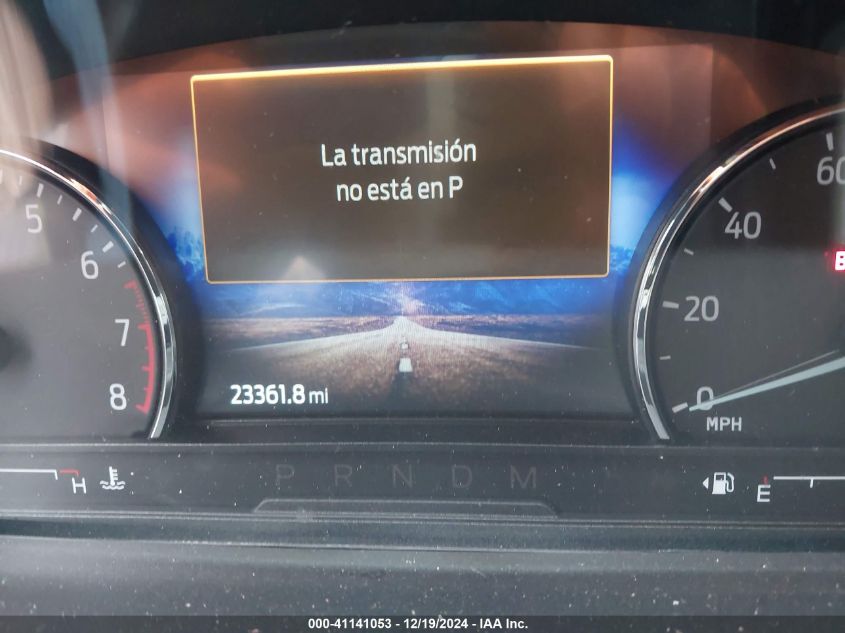 La transmisión
no está en P
5
6
7
8
60
40
20
0
MPH
23361.8 mi
P R N D M
H
E
000-41141053 - 12/19/2024 - IAA Inc.